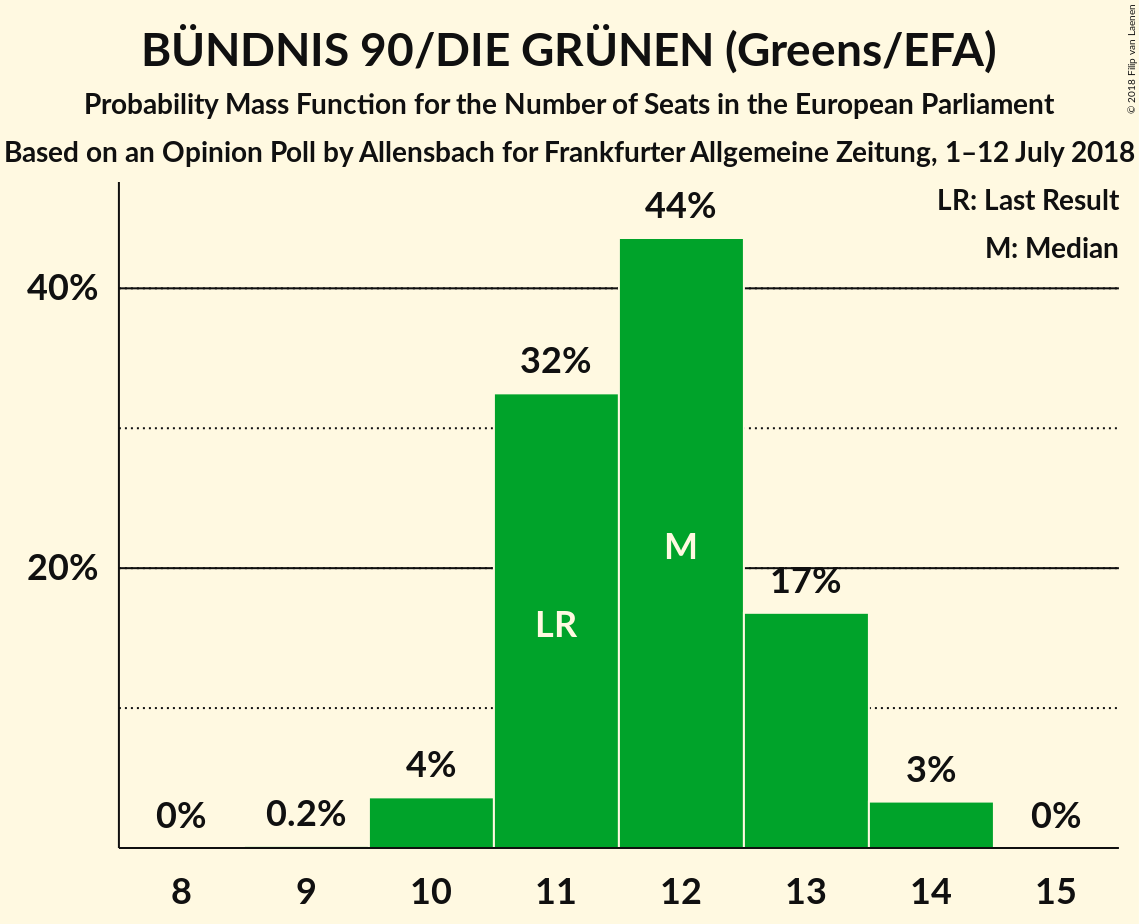 BÜNDNIS 90/DIE GRÜNEN (Greens/EFA)
Probability Mass Function for the Number of Seats in the European Parliament
Based on an Opinion Poll by Allensbach for Frankfurter Allgemeine Zeitung, 1–12 July 2018
© 2018 Filip van Laenen
LR: Last Result
M: Median
44%
40%
32%
M
20%
17%
LR
4%
3%
0%
0.2%
0%
8 9 10 11 12 13 14 15